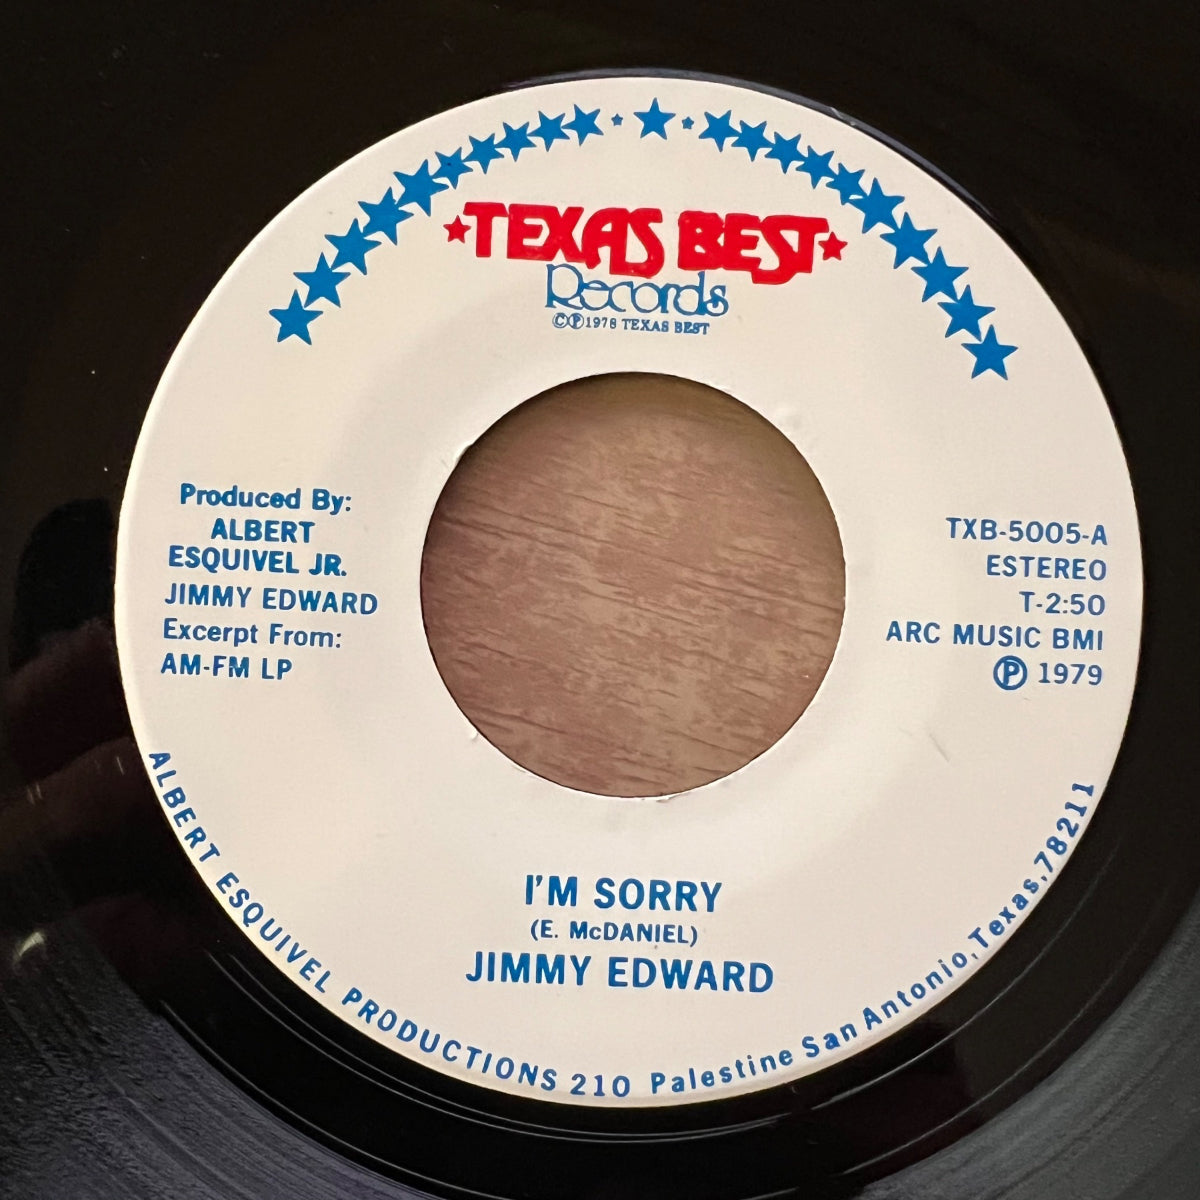 TEXAS BEST
Records
©℗1978 TEXAS BEST
Produced By:
ALBERT
ESQUIVEL JR.
JIMMY EDWARD
Excerpt From:
AM-FM LP
TXB-5005-A
ESTEREO
T-2:50
ARC MUSIC BMI
℗ 1979
I'M SORRY
(E. McDANIEL)
JIMMY EDWARD
ALBERT ESQUIVEL PRODUCTIONS 210 Palestine San Antonio, Texas, 78211